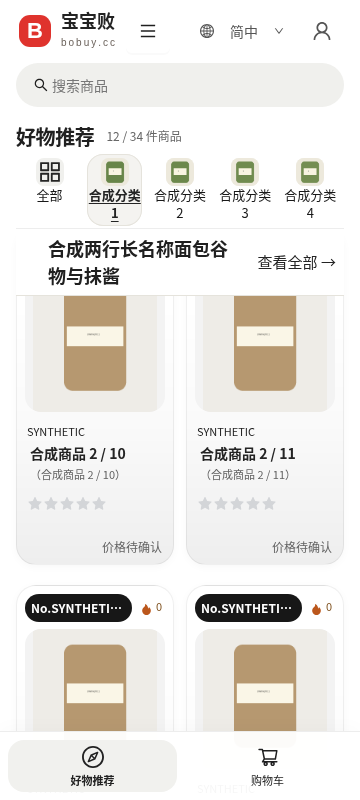 B 宝宝败
bobuy.cc
简中
搜索商品
好物推荐 12 / 34 件商品
全部
合成分类 1
合成分类 2
合成分类 3
合成分类 4
合成两行长名称面包谷
物与抹酱
查看全部 →
SYNTHETIC
合成商品 2 / 10
（合成商品 2 / 10）
价格待确认
SYNTHETIC
合成商品 2 / 11
（合成商品 2 / 11）
价格待确认
No.SYNTHETI… 0
No.SYNTHETI… 0
好物推荐
购物车